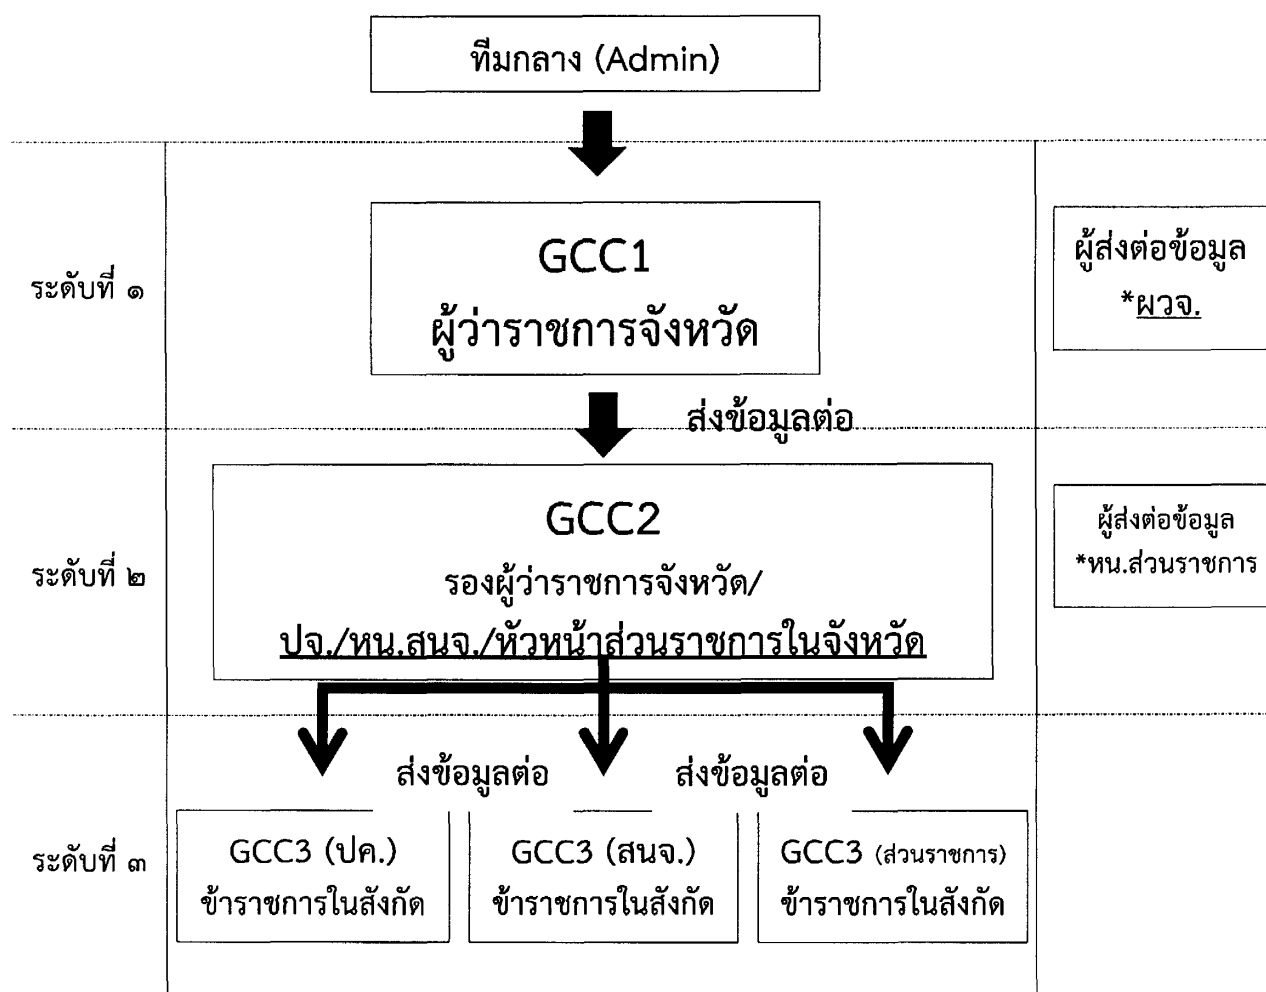 ทีมกลาง (Admin)
ระดับที่ ๑
GCC1
ผู้ว่าราชการจังหวัด
ผู้ส่งต่อข้อมูล
*ผวจ.
ส่งข้อมูลต่อ
ระดับที่ ๒
GCC2
รองผู้ว่าราชการจังหวัด/
ปจ./หน.สนจ./หัวหน้าส่วนราชการในจังหวัด
ผู้ส่งต่อข้อมูล
*หน.ส่วนราชการ
ส่งข้อมูลต่อ
ส่งข้อมูลต่อ
ระดับที่ ๓
GCC3 (ปค.)
ข้าราชการในสังกัด
GCC3 (สนจ.)
ข้าราชการในสังกัด
GCC3 (ส่วนราชการ)
ข้าราชการในสังกัด